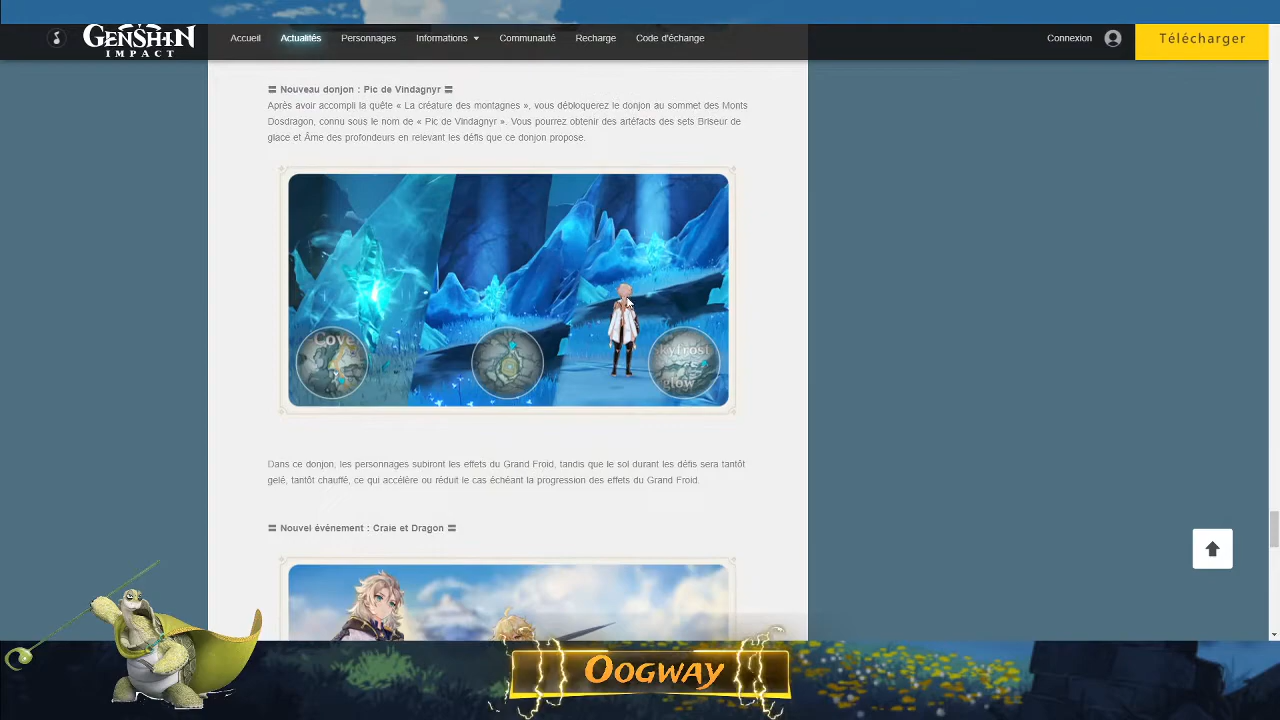 GENSHIN
IMPACT
Accueil
Actualités
Personnages
Informations
Communauté
Recharge
Code d'échange
Connexion
Télécharger
〓 Nouveau donjon : Pic de Vindagnyr 〓
Après avoir accompli la quête « La créature des montagnes », vous débloquerez le donjon au sommet des Monts
Dosdragon, connu sous le nom de « Pic de Vindagnyr ». Vous pourrez obtenir des artéfacts des sets Briseur de
glace et Âme des profondeurs en relevant les défis que ce donjon propose.
Cove
skyfrost
glow
Dans ce donjon, les personnages subiront les effets du Grand Froid, tandis que le sol durant les défis sera tantôt
gelé, tantôt chauffé, ce qui accélère ou réduit le cas échéant la progression des effets du Grand Froid.
〓 Nouvel événement : Craie et Dragon 〓
OOGWAY